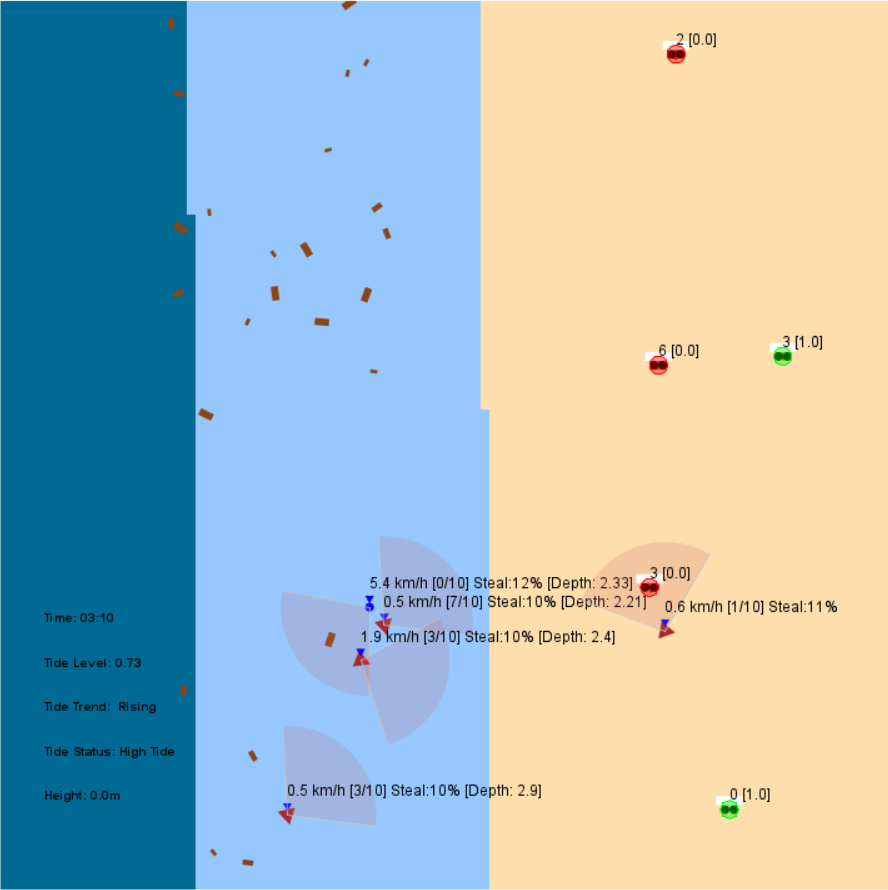 2 [0.0]
3 [1.0]
6 [0.0]
3 [0.0]
5.4 km/h [0/10] Steal:12% [Depth: 2.33]
0.5 km/h [7/10] Steal:10% [Depth: 2.21]
0.6 km/h [1/10] Steal:11%
Time: 03:10
1.9 km/h [3/10] Steal:10% [Depth: 2.4]
Tide Level: 0.73
Tide Trend: Rising
Tide Status: High Tide
Height: 0.0m
0.5 km/h [3/10] Steal:10% [Depth: 2.9]
0 [1.0]